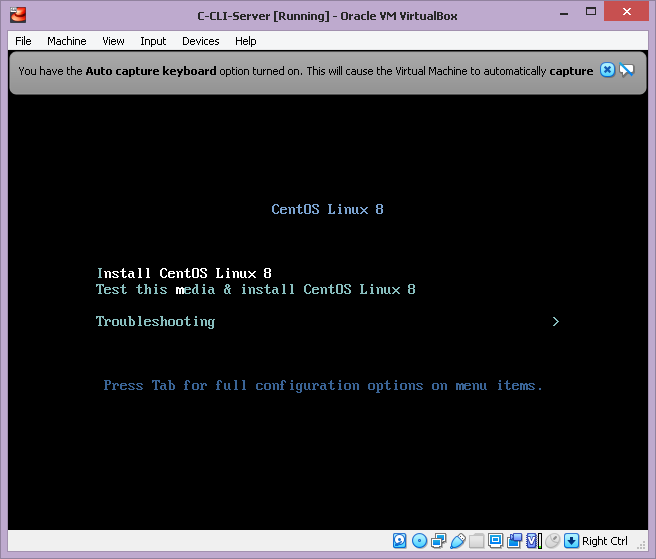 C-CLI-Server [Running] - Oracle VM VirtualBox
File Machine View Input Devices Help
You have the Auto capture keyboard option turned on. This will cause the Virtual Machine to automatically capture
CentOS Linux 8
Install CentOS Linux 8
Test this media & install CentOS Linux 8
Troubleshooting >
Press Tab for full configuration options on menu items.
Right Ctrl